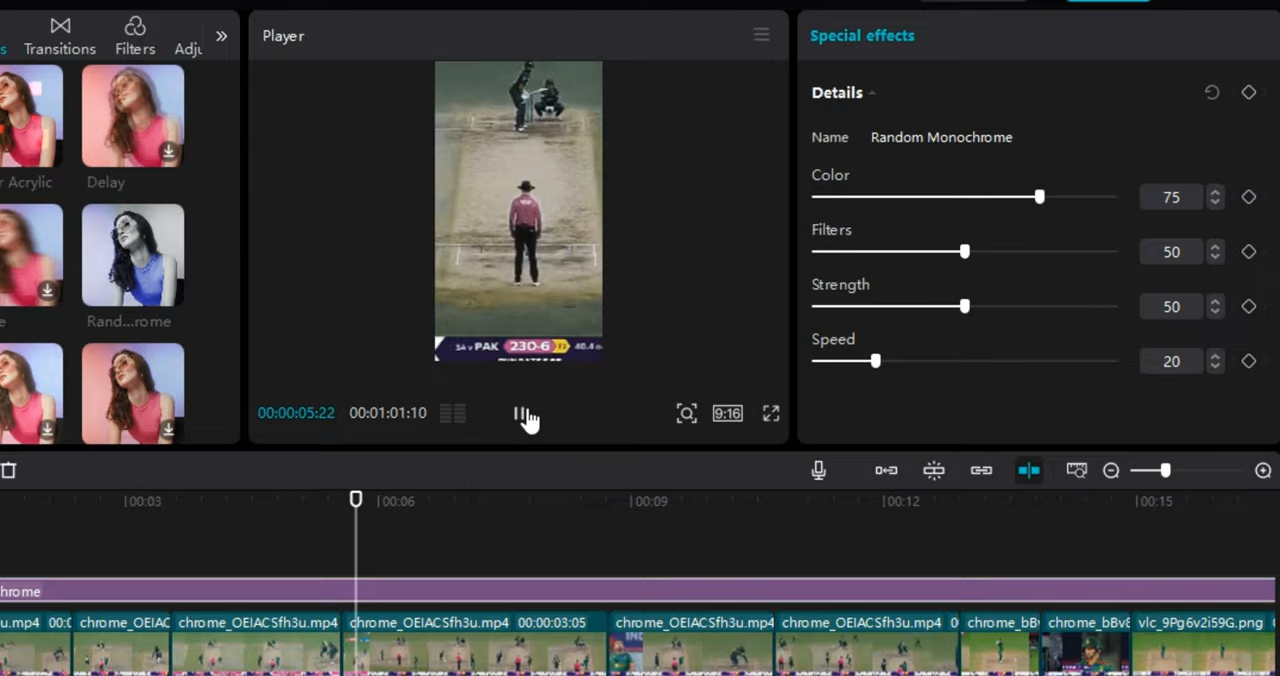 Transitions
Filters
Player
Special effects
Details
Name Random Monochrome
Color
75
Filters
50
Strength
50
Speed
20
r Acrylic
Delay
Rand...rome
PAK 230-6
00:00:05:22 00:01:01:10
9:16
00:03
00:06
00:09
00:12
00:15
hrome
u.mp4
chrome_OEIAC
chrome_OEIACSfh3u.mp4
chrome_OEIACSfh3u.mp4 00:00:03:05
chrome_OEIACSfh3u.mp4
chrome_OEIACSfh3u.mp4
chrome_bBv
chrome_bBv8
vlc_9Pg6v2i59G.png